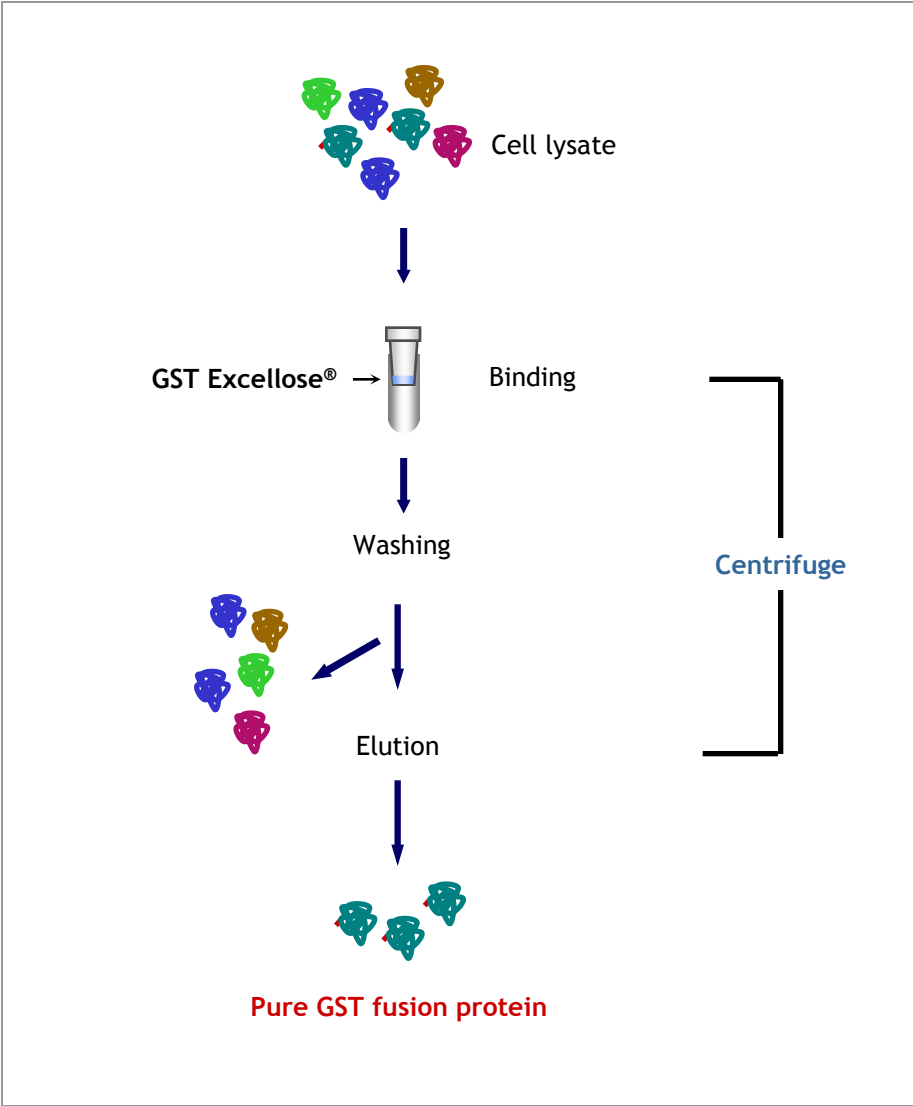 Cell lysate
GST Excellose®
Binding
Washing
Centrifuge
Elution
Pure GST fusion protein